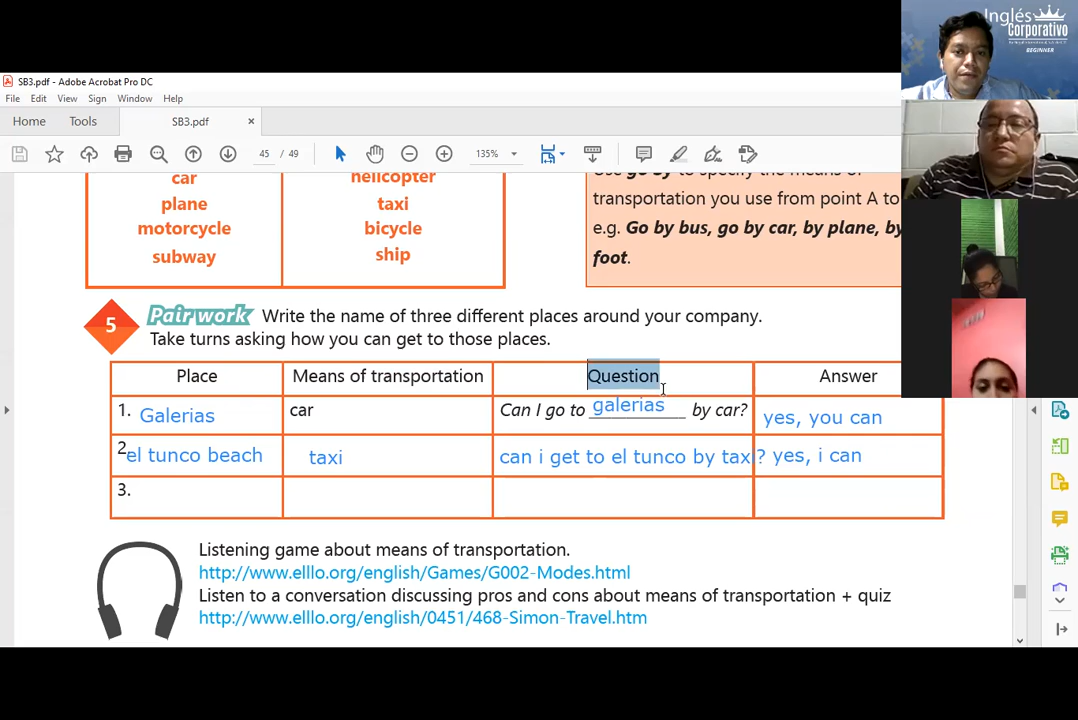 Inglés
Corporativo
BEGINNER
SB3.pdf - Adobe Acrobat Pro DC
File Edit View Sign Window Help
Home Tools SB3.pdf ×
45 / 49 135%
car helicopter
plane taxi
motorcycle bicycle
subway ship
to specify the means of
transportation you use from point A to
e.g. Go by bus, go by car, by plane, by
foot.
5 Pair work Write the name of three different places around your company.
Take turns asking how you can get to those places.
Place Means of transportation Question Answer
1. Galerias car Can I go to galerias by car? yes, you can
2 el tunco beach taxi can i get to el tunco by taxi? yes, i can
3.
Listening game about means of transportation.
http://www.elllo.org/english/Games/G002-Modes.html
Listen to a conversation discussing pros and cons about means of transportation + quiz
http://www.elllo.org/english/0451/468-Simon-Travel.htm